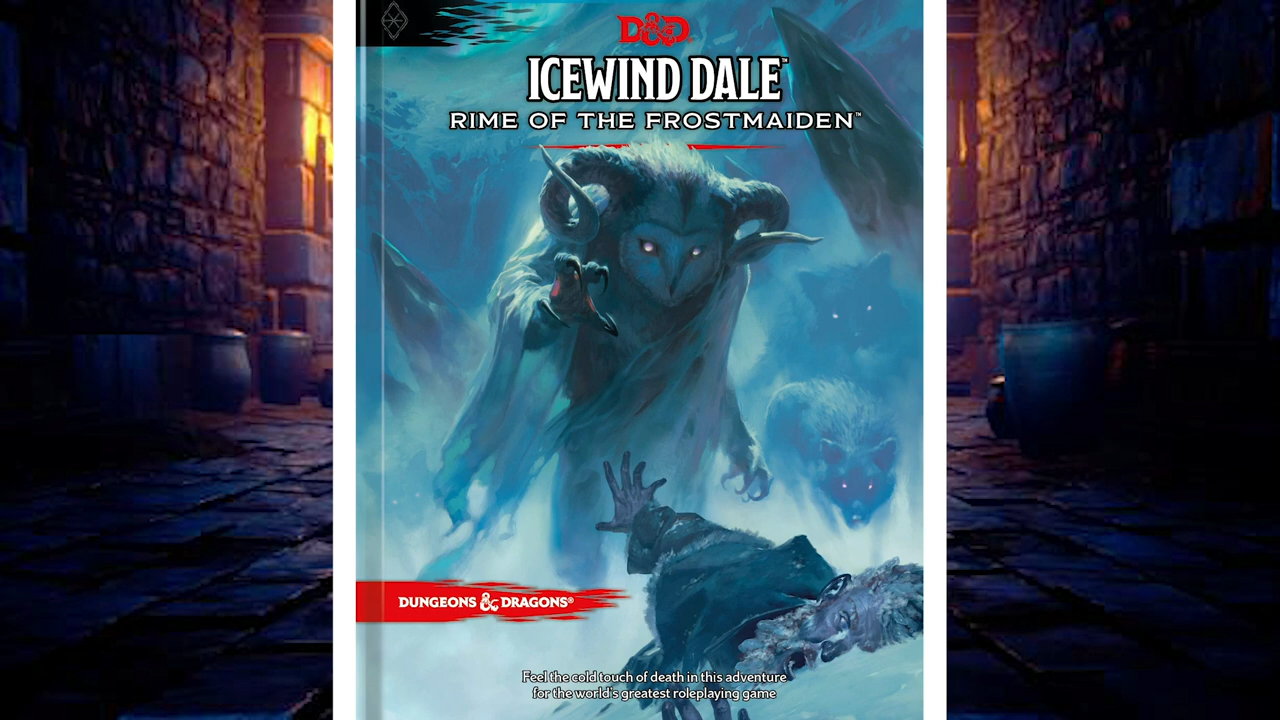 D&D
ICEWIND DALE™
RIME OF THE FROSTMAIDEN™
DUNGEONS & DRAGONS®
Feel the cold touch of death in this adventure
for the world's greatest roleplaying game